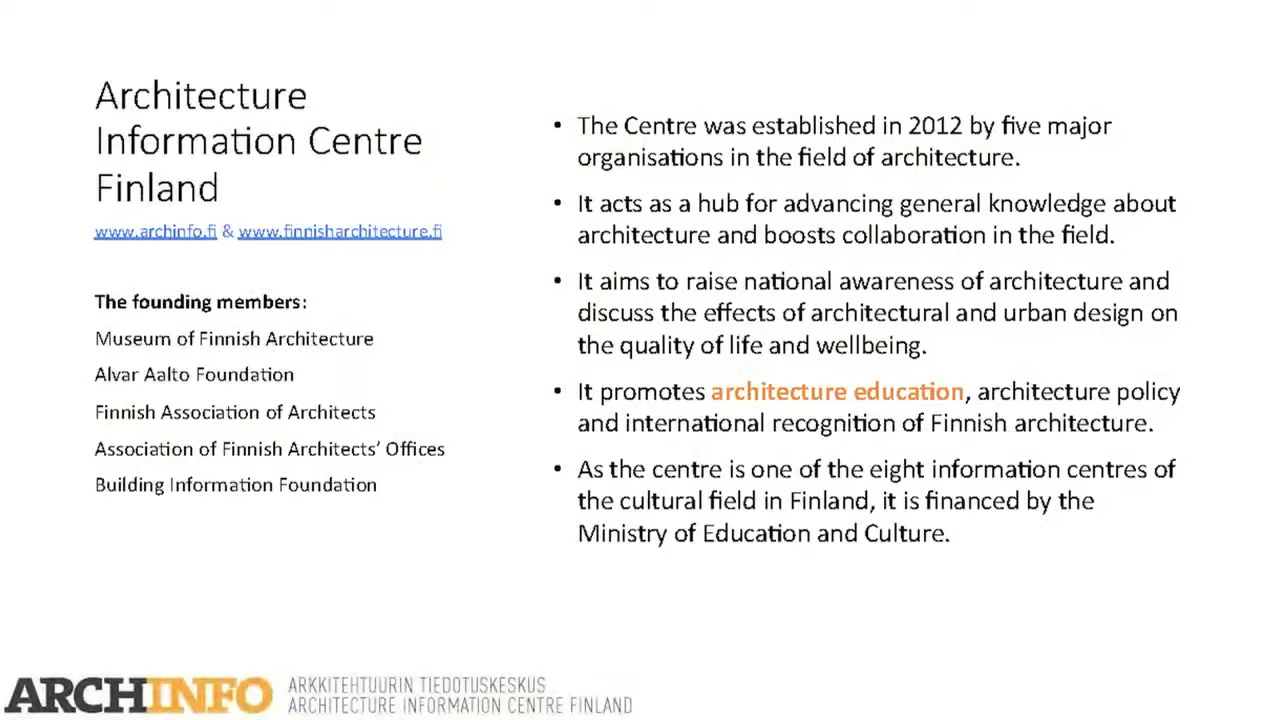 Architecture
Information Centre
Finland
www.archinfo.fi & www.finnisharchitecture.fi
The founding members:
Museum of Finnish Architecture
Alvar Aalto Foundation
Finnish Association of Architects
Association of Finnish Architects’ Offices
Building Information Foundation
• The Centre was established in 2012 by five major
organisations in the field of architecture.
• It acts as a hub for advancing general knowledge about
architecture and boosts collaboration in the field.
• It aims to raise national awareness of architecture and
discuss the effects of architectural and urban design on
the quality of life and wellbeing.
• It promotes architecture education, architecture policy
and international recognition of Finnish architecture.
• As the centre is one of the eight information centres of
the cultural field in Finland, it is financed by the
Ministry of Education and Culture.
ARCHINFO
ARKKITEHTUURIN TIEDOTUSKESKUS
ARCHITECTURE INFORMATION CENTRE FINLAND